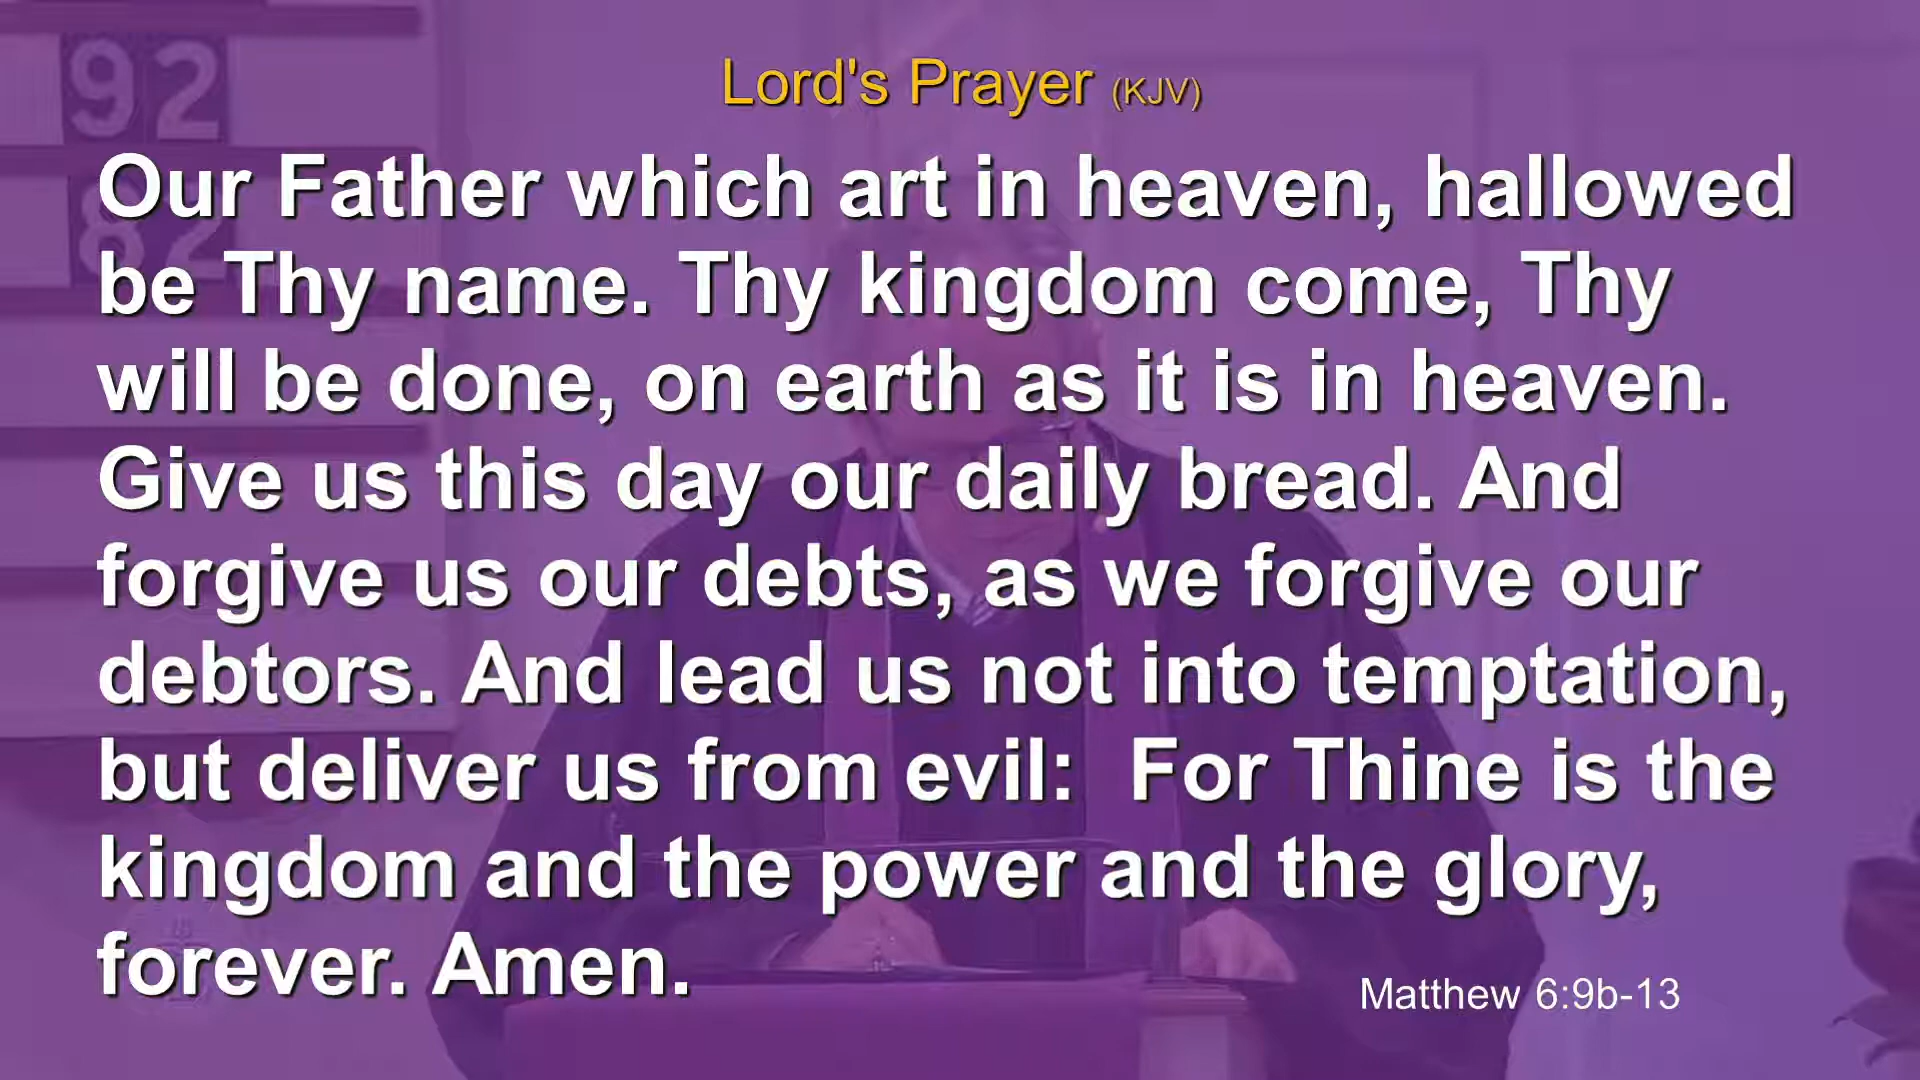 92
82
Lord's Prayer (KJV)
Our Father which art in heaven, hallowed
be Thy name. Thy kingdom come, Thy
will be done, on earth as it is in heaven.
Give us this day our daily bread. And
forgive us our debts, as we forgive our
debtors. And lead us not into temptation,
but deliver us from evil:  For Thine is the
kingdom and the power and the glory,
forever. Amen.
Matthew 6:9b-13